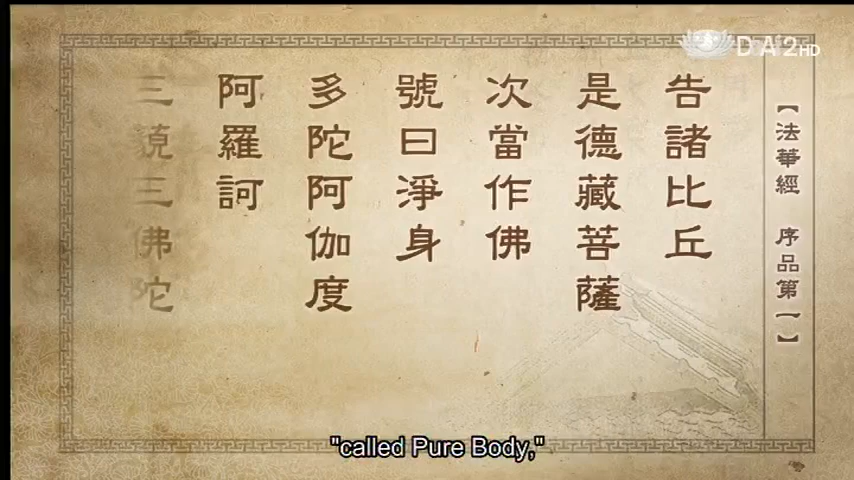 【法華經 序品第一】
告諸比丘
是德藏菩薩
次當作佛
號曰淨身
多陀阿伽度
阿羅訶
三藐三佛陀
DA2HD
"called Pure Body,"